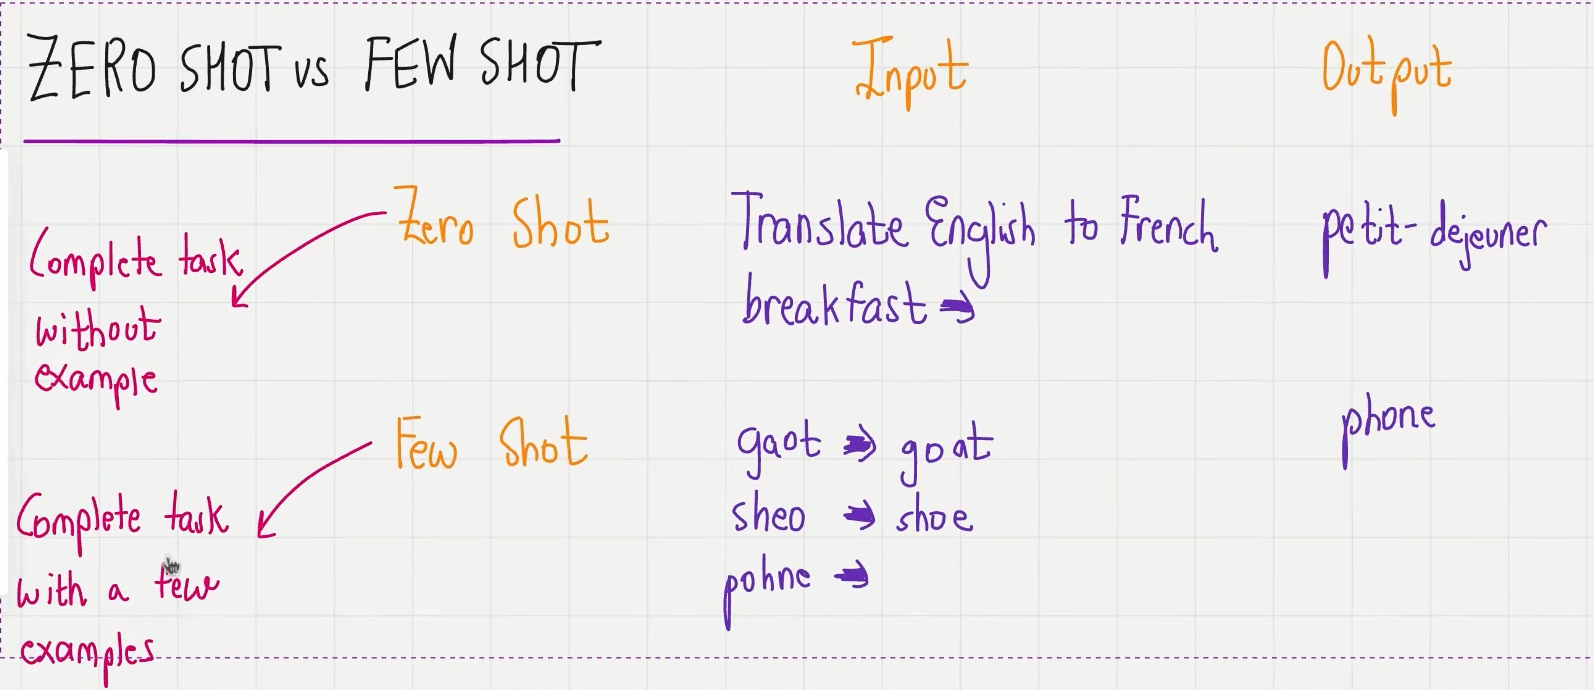 ZERO SHOT vs FEW SHOT
Input
Output
Zero Shot
Complete task
without
example
Translate English to French
breakfast →
petit-dejeuner
Few Shot
Complete task
with a few
examples
gaot → goat
sheo → shoe
pohne →
phone